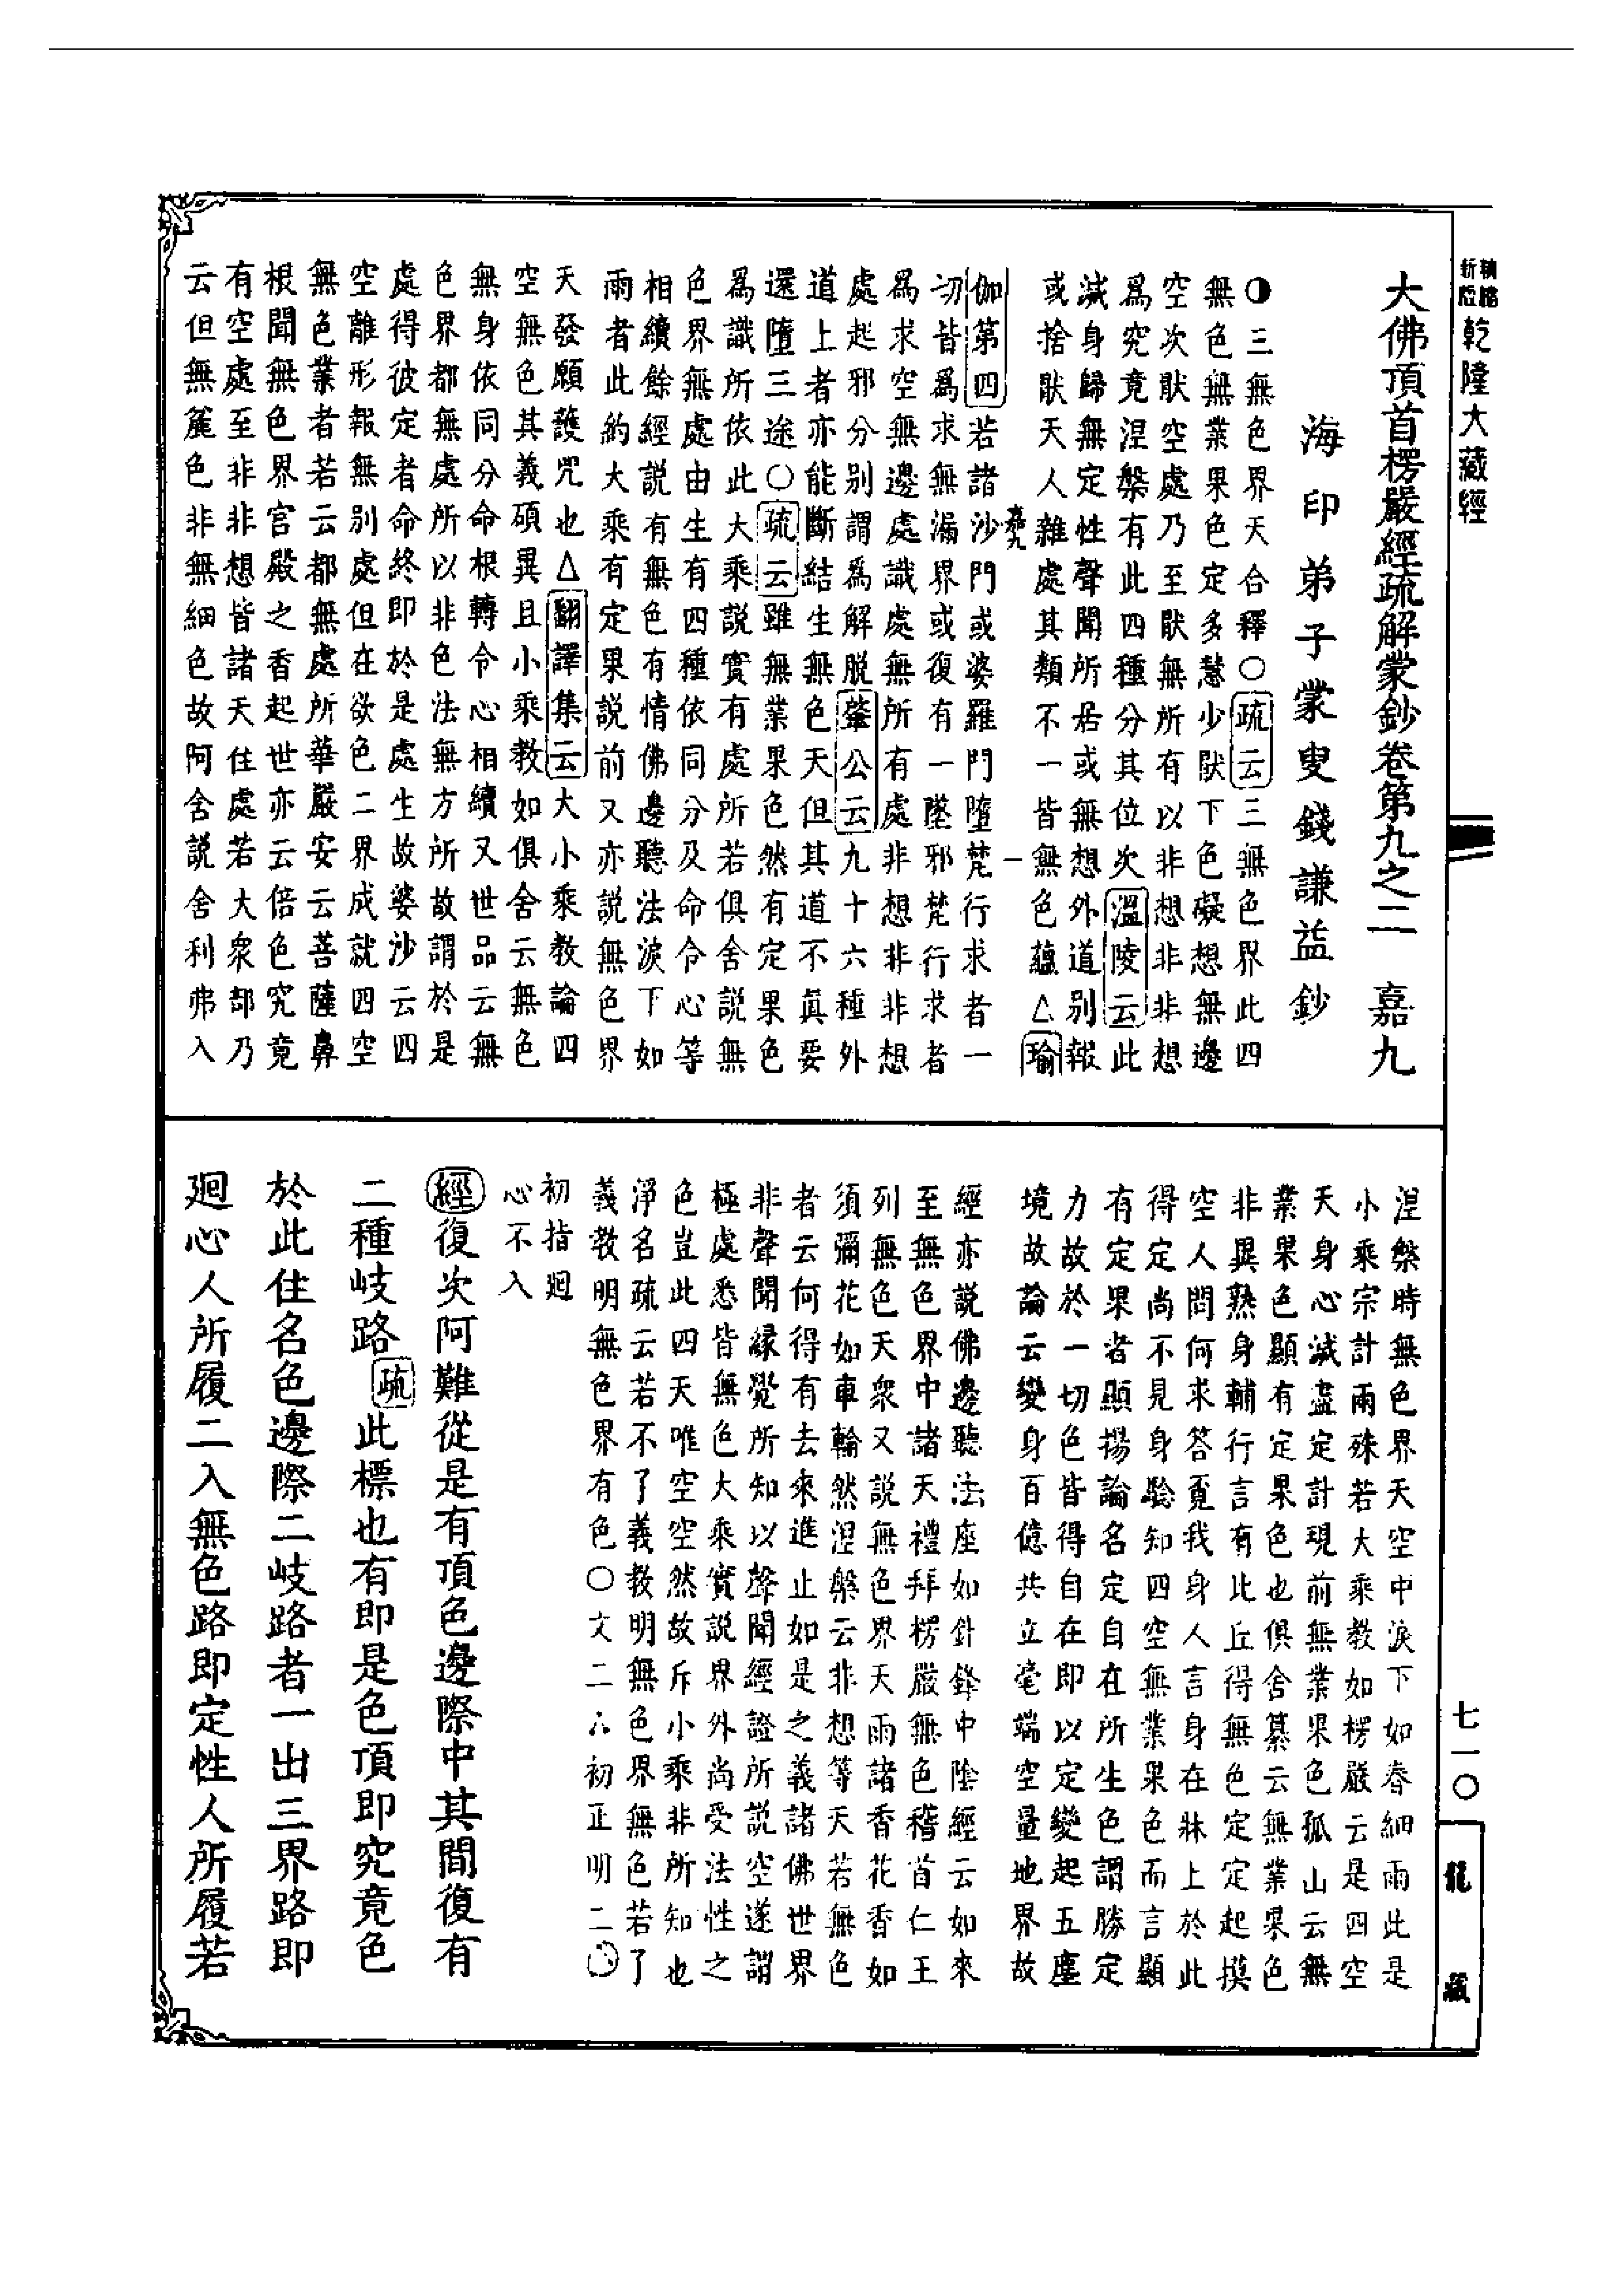 新編縮版
乾隆大藏經
大佛頂首楞嚴經疏解蒙鈔卷第九之二 嘉九
海印弟子蒙叟錢謙益鈔
◑三無色界天合釋○疏云三無色界此四
無色無業果色定多慧少猒下色礙想無邊
空次猒空處乃至猒無所有以非想非非想
爲究竟涅槃有此四種分其位次溫陵云此
滅身歸無定性聲聞所居或無想外道别報
或捨猒天人雜處其類不一皆無色蘊△瑜
嘉九
一
伽第四若諸沙門或婆羅門墮梵行求者一
切皆爲求無漏界或復有一墜邪梵行求者
爲求空無邊處識處無所有處非想非非想
處起邪分别謂爲解脱肇公云九十六種外
道上者亦能斷結生無色天但其道不真要
還墮三途○疏云雖無業果色然有定果色
爲識所依此大乘説實有處所若俱舍説無
色界無處由生有四種依同分及命令心等
相續餘經説有無色有情佛邊聽法淚下如
雨者此約大乘有定果説前又亦説無色界
天發願護咒也△翻譯集云大小乘教論四
空無色其義碩異且小乘教如俱舍云無色
無身依同分命根轉令心相續又世品云無
色界都無處所以非色法無方所故謂於是
處得彼定者命終即於是處生故婆沙云四
空離形報無别處但在欲色二界成就四空
無色業者若云都無處所華嚴安云菩薩鼻
根聞無色界宮殿之香起世亦云倍色究竟
有空處至非非想皆諸天住處若大衆部乃
云但無麁色非無細色故阿含説舍利弗入
涅槃時無色界天空中淚下如春細雨此是
小乘宗計兩殊若大乘教如楞嚴云是四空
天身心滅盡定計現前無業果色孤山云無
業果色顯有定果色也俱舍纂云無業果色
非異熟身輔行言有此丘得無色定定起摸
空人問何求答覓我身人言身在牀上於此
得定尚不見身驗知四空無業果色而言顯
有定果者顯揚論名定自在所生色謂勝定
力故於一切色皆得自在即以定變起五塵
境故論云變身百億共立毫端空量地界故
經亦説佛邊聽法座如針鋒中陰經云如來
至無色界中諸天禮拜楞嚴無色稽首仁王
列無色天衆又説無色界天雨諸香花香如
須彌花如車輪然涅槃云非想等天若無色
者云何得有去來進止如是之義諸佛世界
非聲聞緣覺所知以聲聞經證所説空遂謂
極處悉皆無色大乘實説界外尚受法性之
色豈此四天唯空空然故斥小乘非所知也
淨名疏云若不了義教明無色界無色若了
義教明無色界有色○文二六初正明二○
初指廻
心不入
經復次阿難從是有頂色邊際中其間復有
二種岐路疏此標也有即是色頂即究竟色
於此住名色邊際二岐路者一出三界路即
廻心人所履二入無色路即定性人所履若
七一〇
龍藏